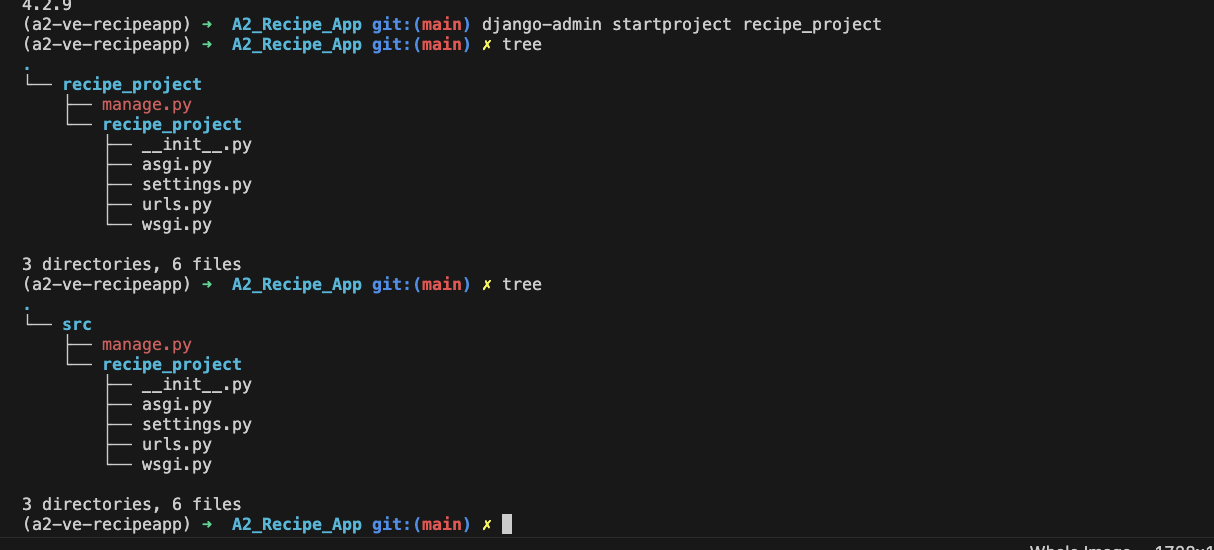 4.2.9
(a2-ve-recipeapp) ➜  A2_Recipe_App git:(main) django-admin startproject recipe_project
(a2-ve-recipeapp) ➜  A2_Recipe_App git:(main) ✗ tree
.
└── recipe_project
    ├── manage.py
    └── recipe_project
        ├── __init__.py
        ├── asgi.py
        ├── settings.py
        ├── urls.py
        └── wsgi.py
3 directories, 6 files
(a2-ve-recipeapp) ➜  A2_Recipe_App git:(main) ✗ tree
.
└── src
    ├── manage.py
    └── recipe_project
        ├── __init__.py
        ├── asgi.py
        ├── settings.py
        ├── urls.py
        └── wsgi.py
3 directories, 6 files
(a2-ve-recipeapp) ➜  A2_Recipe_App git:(main) ✗
Whole Image